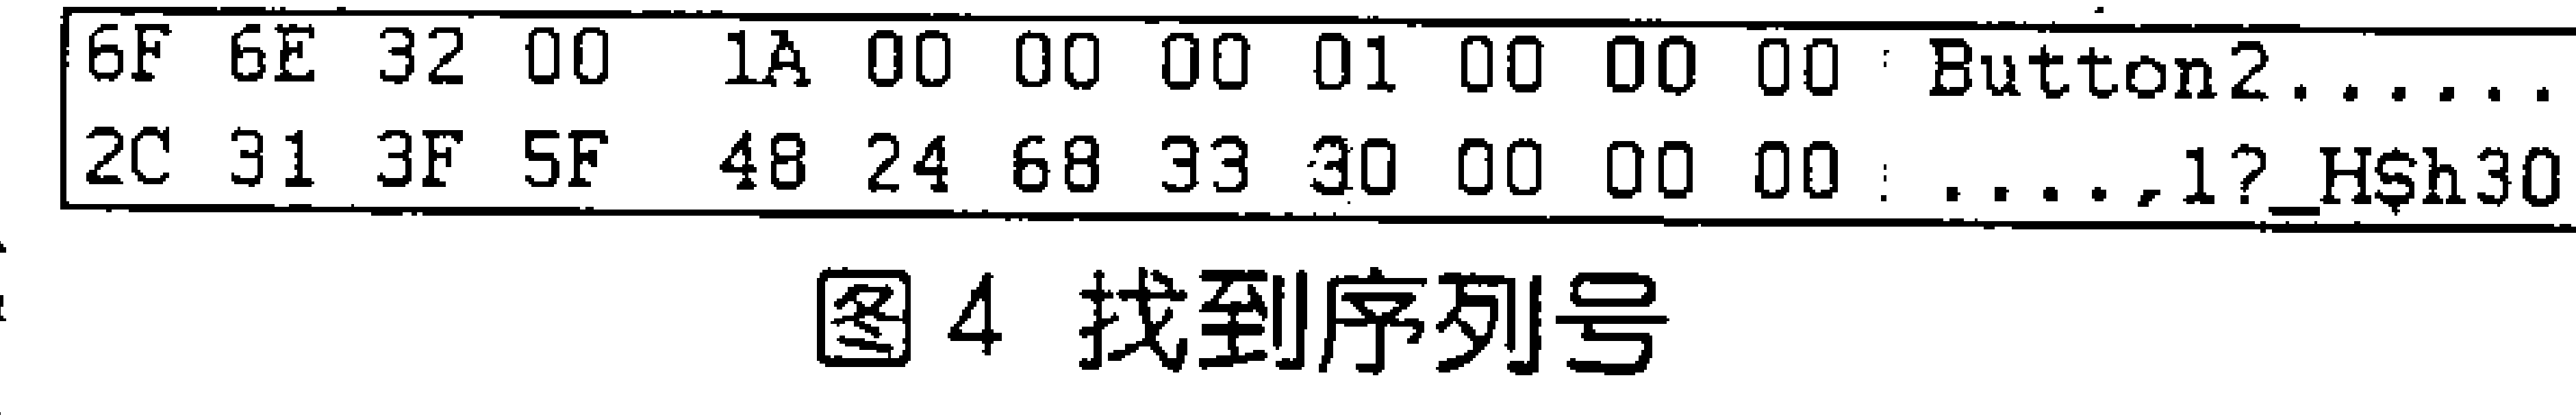 6F 6E 32 00 1A 00 00 00 01 00 00 00 Button2......
2C 31 3F 5F 48 24 68 33 30 00 00 00 ....,1?_H$h30
图 4 找到序列号